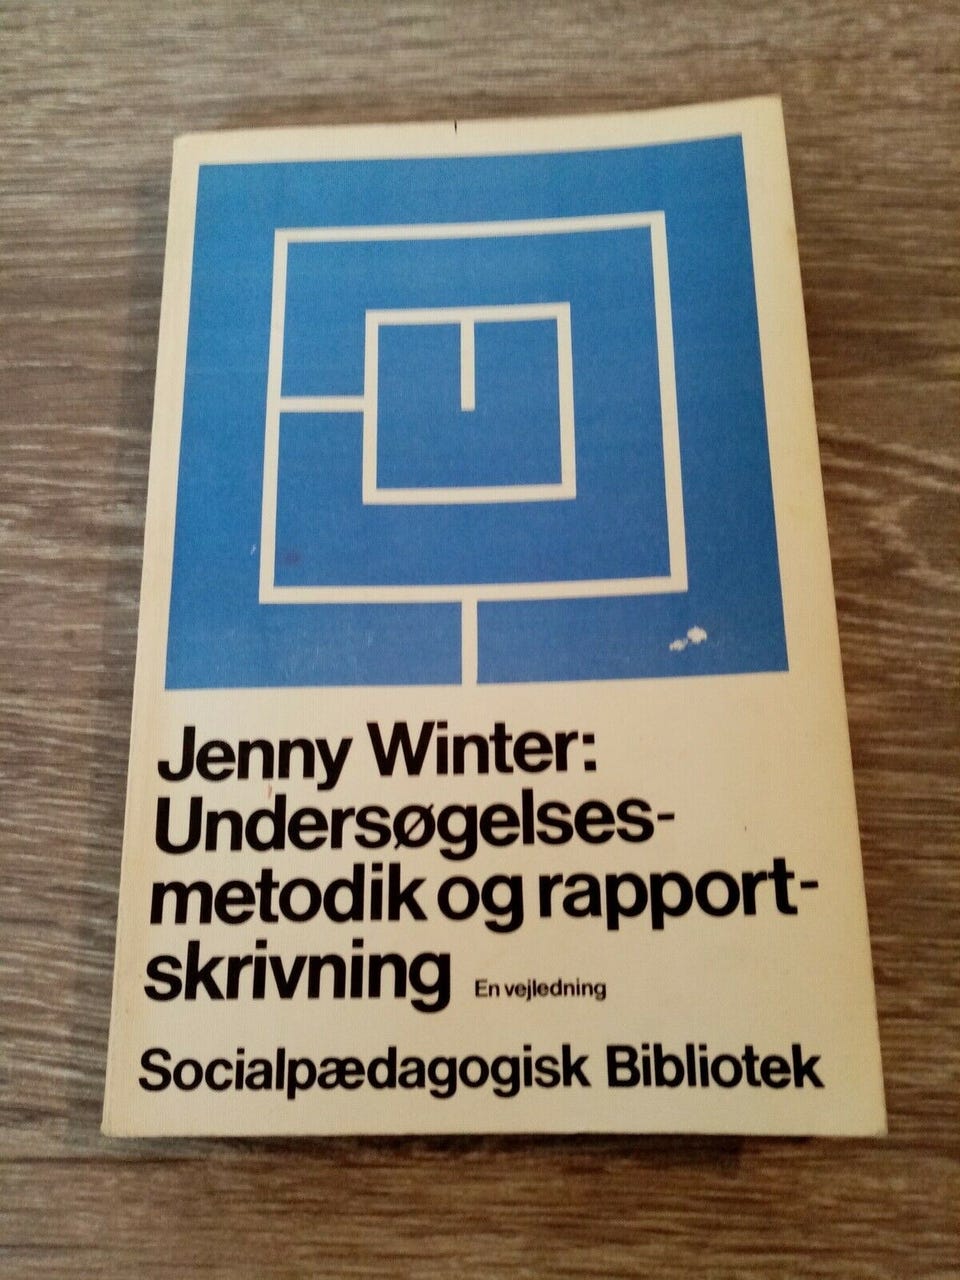 Jenny Winter:
Undersøgelses-
metodik og rapport-
skrivning En vejledning
Socialpædagogisk Bibliotek